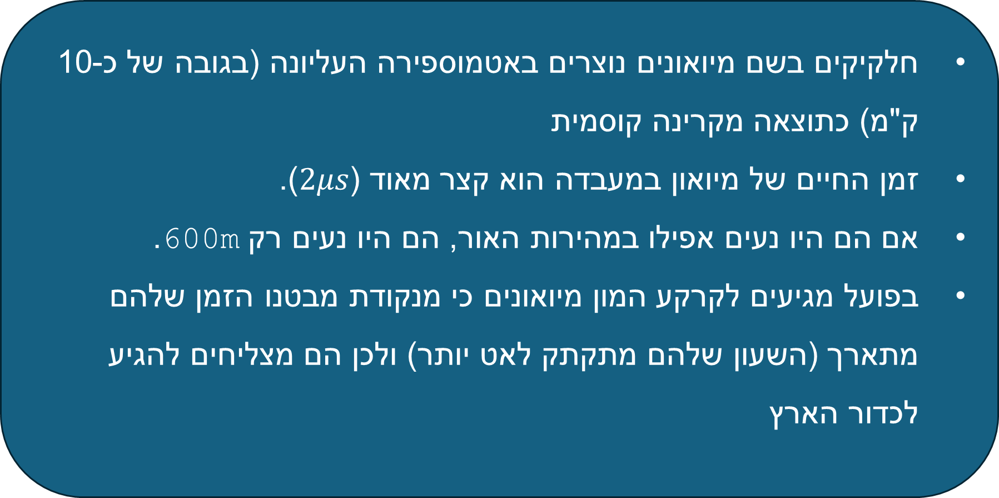 • חלקיקים בשם מיואונים נוצרים באטמוספירה העליונה (בגובה של כ-10
ק"מ) כתוצאה מקרינה קוסמית
• זמן החיים של מיואון במעבדה הוא קצר מאוד (2μs).
• אם הם היו נעים אפילו במהירות האור, הם היו נעים רק 600m.
• בפועל מגיעים לקרקע המון מיואונים כי מנקודת מבטנו הזמן שלהם
מתארך (השעון שלהם מתקתק לאט יותר) ולכן הם מצליחים להגיע
לכדור הארץ